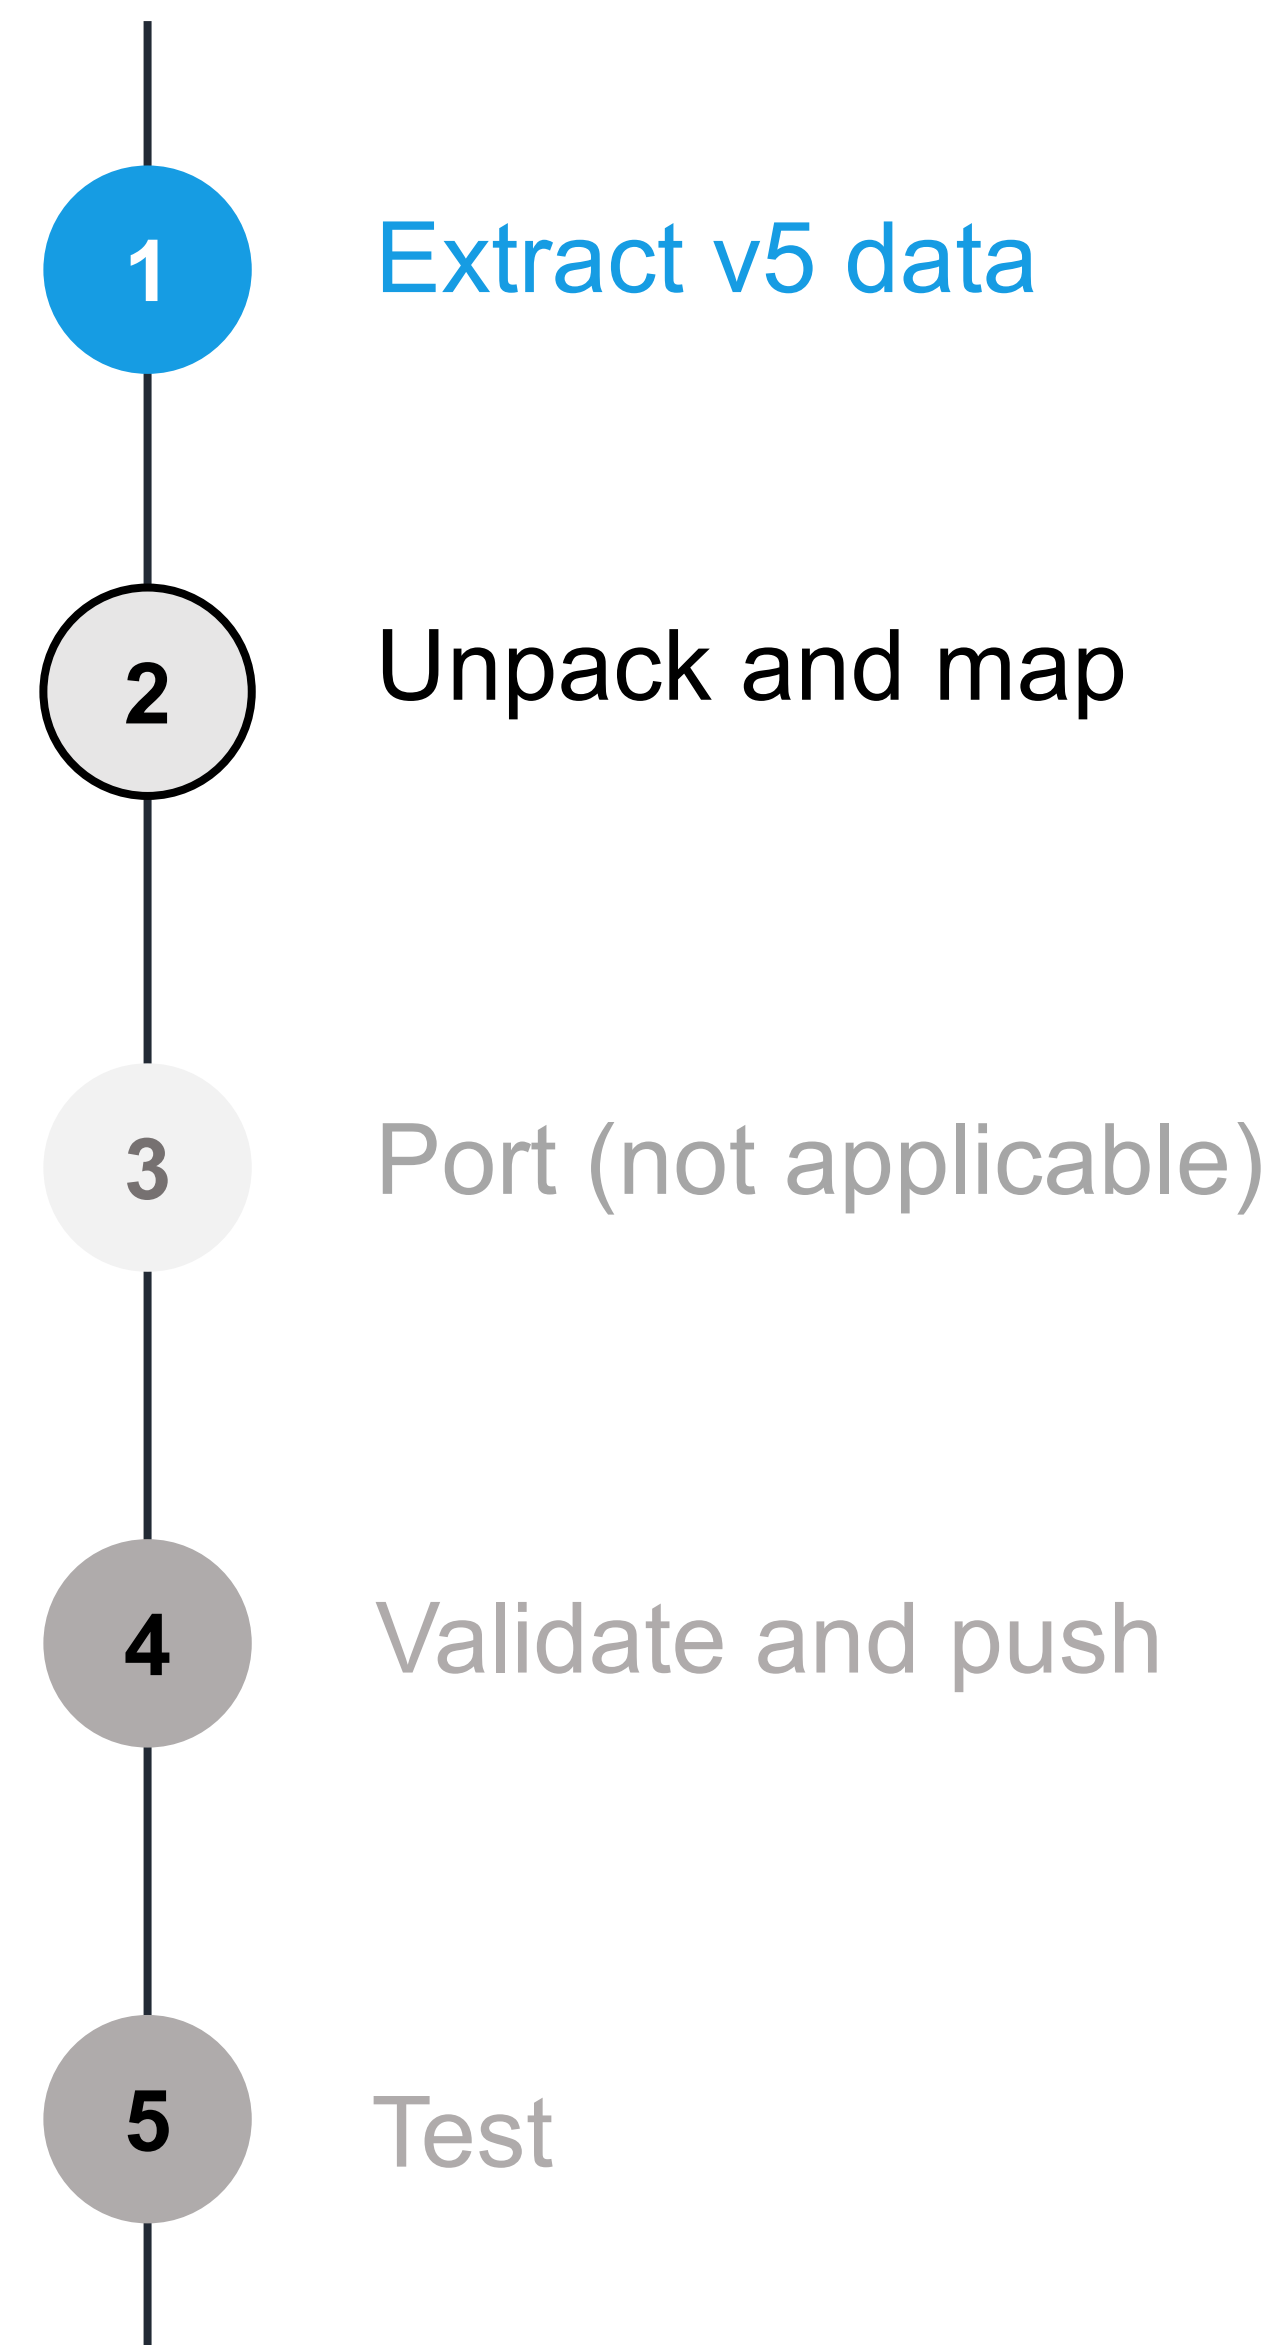 1 Extract v5 data
2 Unpack and map
3 Port (not applicable)
4 Validate and push
5 Test